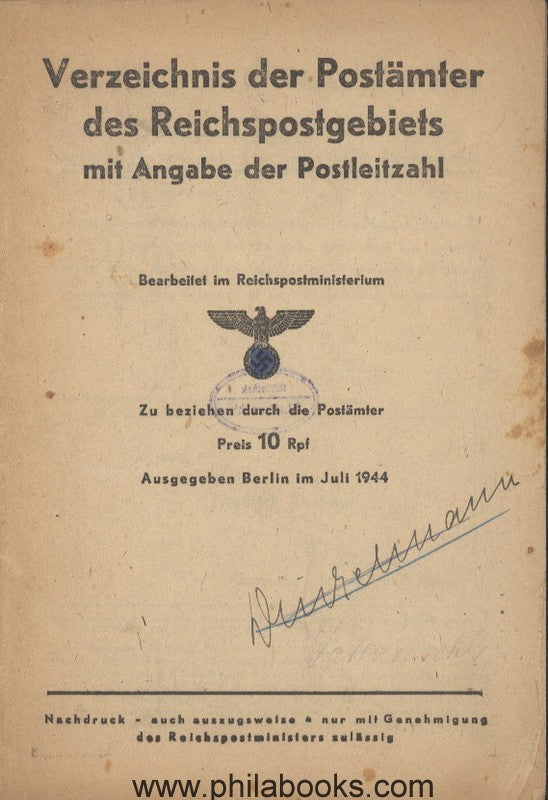 Verzeichnis der Postämter
des Reichspostgebiets
mit Angabe der Postleitzahl
Bearbeitet im Reichspostministerium
Zu beziehen durch die Postämter
Preis 10 Rpf
Ausgegeben Berlin im Juli 1944
Nachdruck - auch auszugsweise - nur mit Genehmigung
des Reichspostministers zulässig
www.philabooks.com